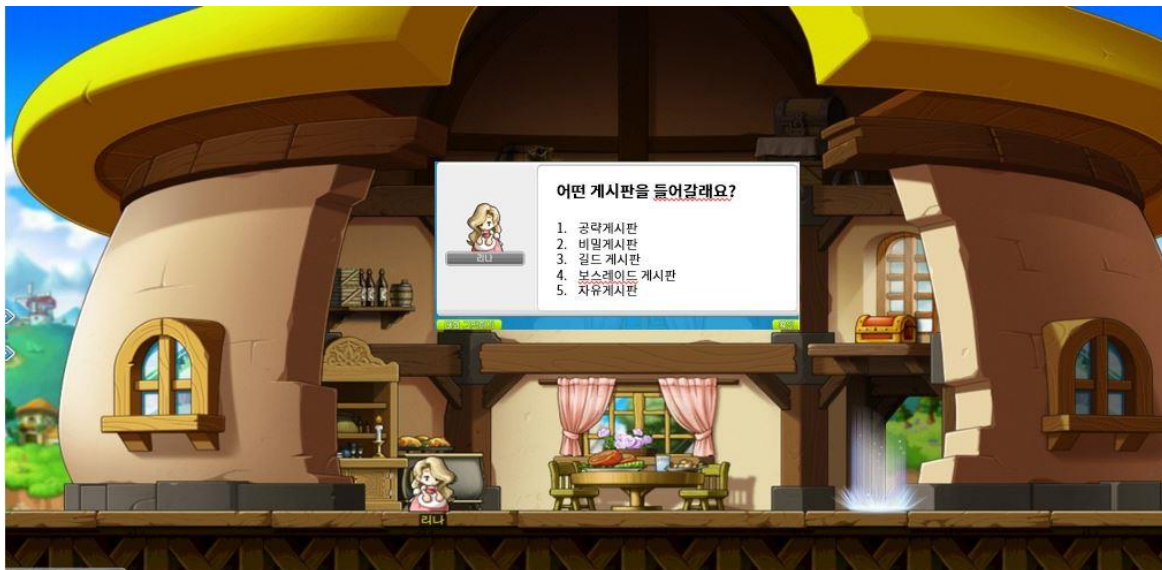 어떤 게시판을 들어갈래요?
리나
1. 공략게시판
2. 비밀게시판
3. 길드 게시판
4. 보스레이드 게시판
5. 자유게시판
리나